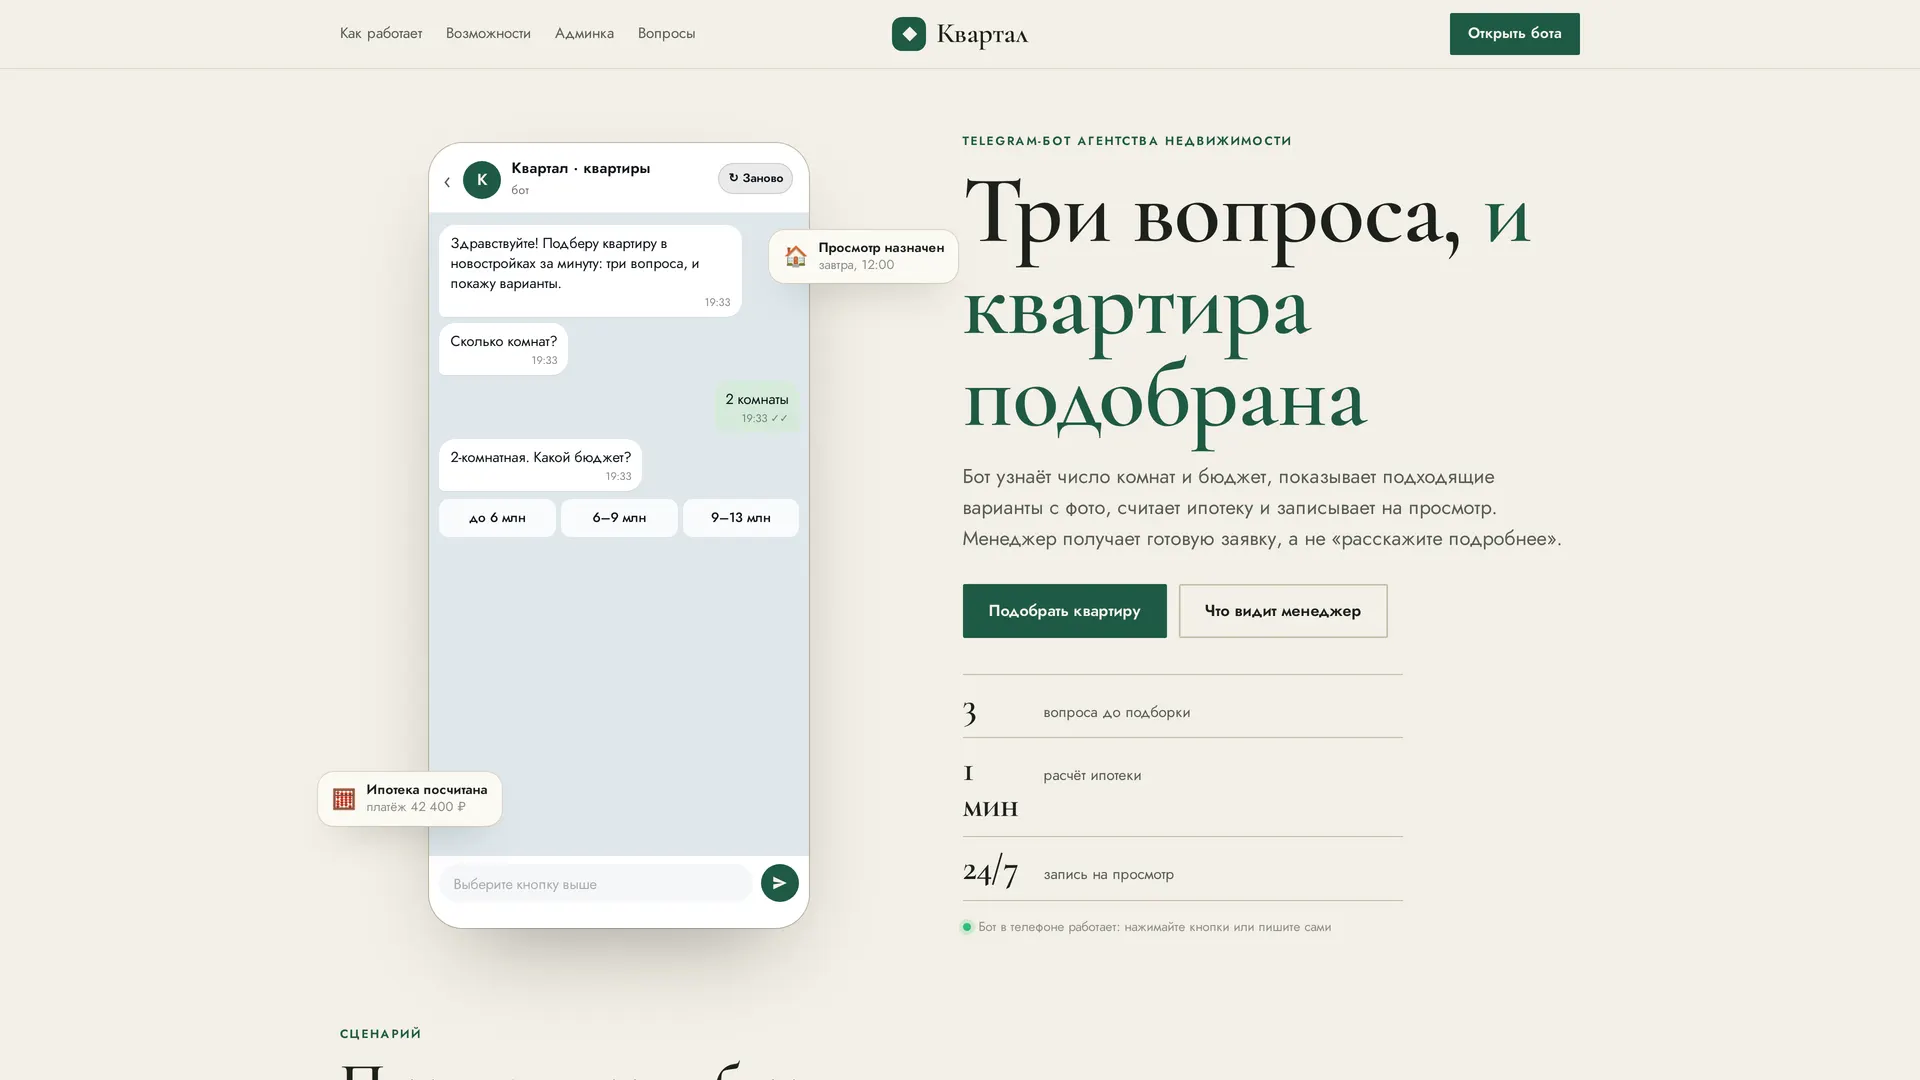 Как работает
Возможности
Админка
Вопросы
Квартал
Открыть бота
К
Квартал · квартиры
бот
↻ Заново
Здравствуйте! Подберу квартиру в
новостройках за минуту: три вопроса, и
покажу варианты.
19:33
Сколько комнат?
19:33
2 комнаты
19:33 ✓✓
2-комнатная. Какой бюджет?
19:33
до 6 млн
6–9 млн
9–13 млн
Выберите кнопку выше
Просмотр назначен
завтра, 12:00
Ипотека посчитана
платёж 42 400 ₽
TELEGRAM-БОТ АГЕНТСТВА НЕДВИЖИМОСТИ
Три вопроса, и
квартира
подобрана
Бот узнаёт число комнат и бюджет, показывает подходящие
варианты с фото, считает ипотеку и записывает на просмотр.
Менеджер получает готовую заявку, а не «расскажите подробнее».
Подобрать квартиру
Что видит менеджер
3
вопроса до подборки
1
мин
расчёт ипотеки
24/7
запись на просмотр
Бот в телефоне работает: нажимайте кнопки или пишите сами
СЦЕНАРИЙ